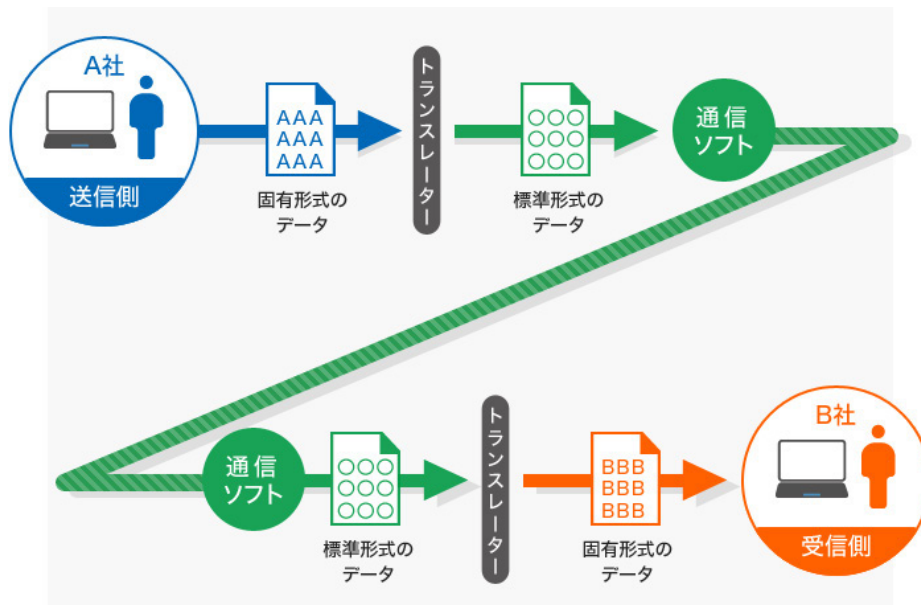 A社
送信側
AAA
AAA
AAA
固有形式の
データ
トランスレーター
○○○
○○○
○○○
標準形式の
データ
通信
ソフト
通信
ソフト
○○○
○○○
○○○
標準形式の
データ
トランスレーター
BBB
BBB
BBB
固有形式の
データ
B社
受信側